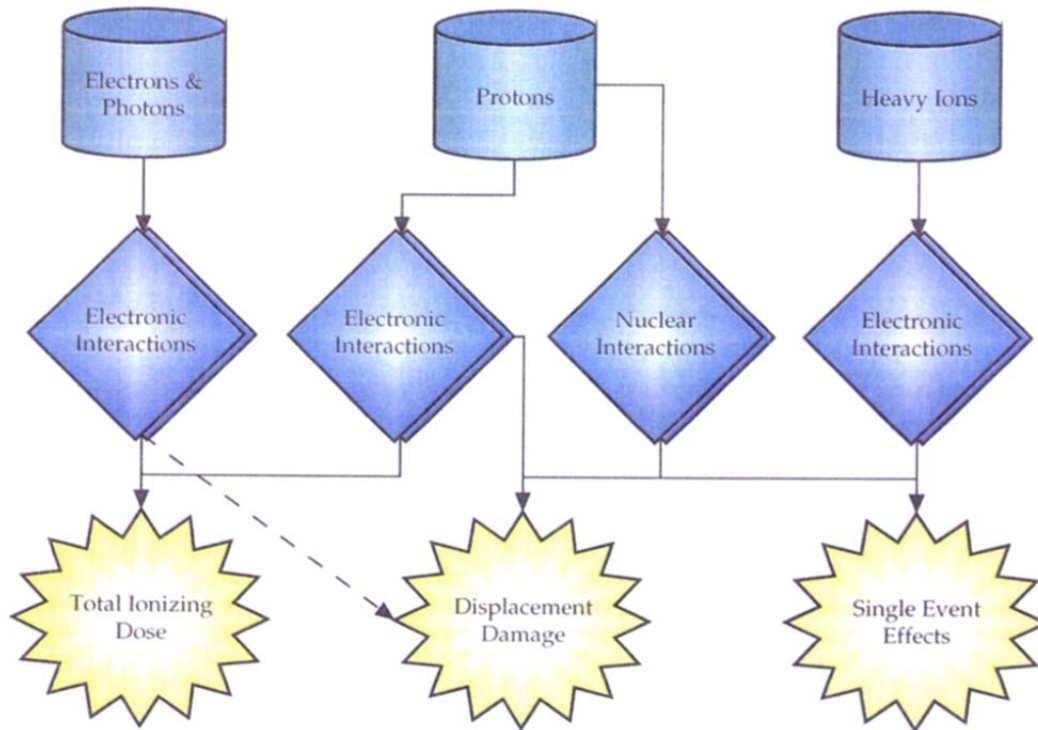 Electrons &
Photons
Protons
Heavy Ions
Electronic
Interactions
Electronic
Interactions
Nuclear
Interactions
Electronic
Interactions
Total Ionizing
Dose
Displacement
Damage
Single Event
Effects